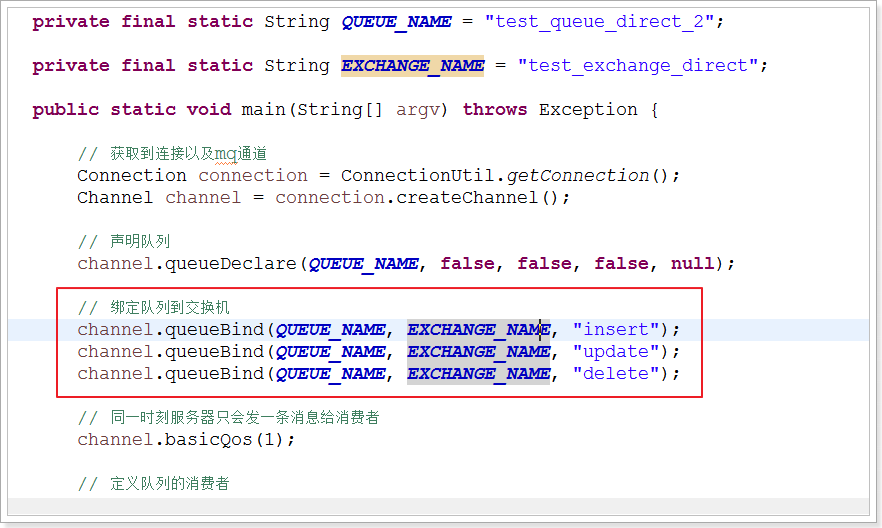 private final static String QUEUE_NAME = "test_queue_direct_2";
private final static String EXCHANGE_NAME = "test_exchange_direct";
public static void main(String[] argv) throws Exception {
// 获取到连接以及mq通道
Connection connection = ConnectionUtil.getConnection();
Channel channel = connection.createChannel();
// 声明队列
channel.queueDeclare(QUEUE_NAME, false, false, false, null);
// 绑定队列到交换机
channel.queueBind(QUEUE_NAME, EXCHANGE_NAME, "insert");
channel.queueBind(QUEUE_NAME, EXCHANGE_NAME, "update");
channel.queueBind(QUEUE_NAME, EXCHANGE_NAME, "delete");
// 同一时刻服务器只会发一条消息给消费者
channel.basicQos(1);
// 定义队列的消费者